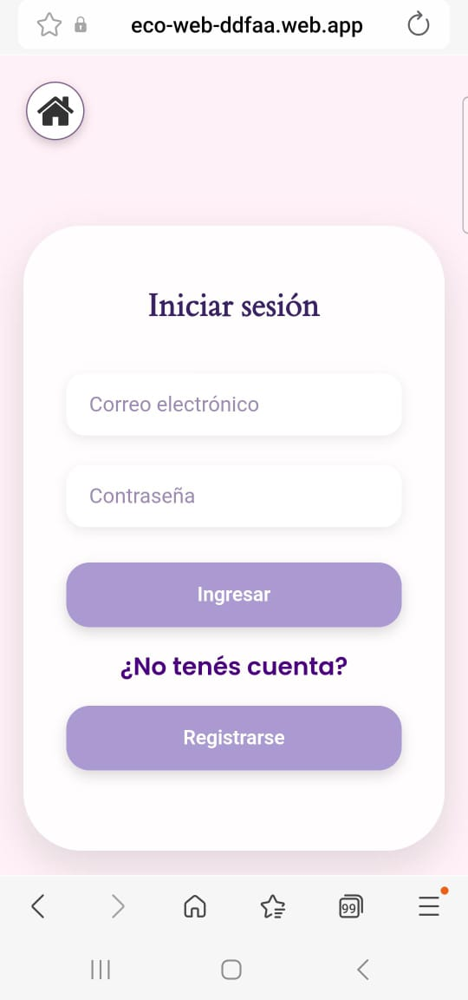 eco-web-ddfaa.web.app
Iniciar sesión
Correo electrónico
Contraseña
Ingresar
¿No tenés cuenta?
Registrarse
99